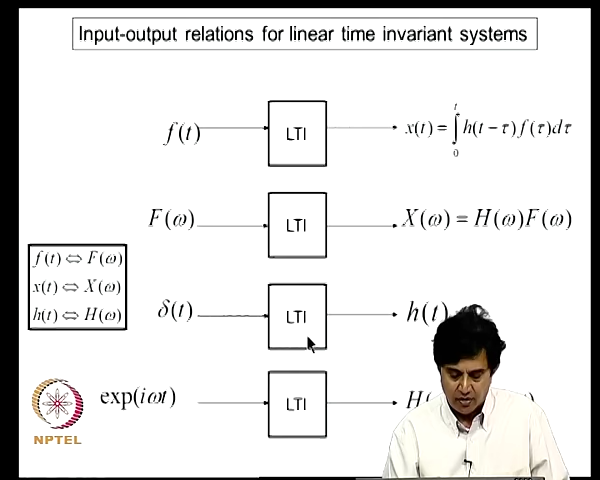 Input-output relations for linear time invariant systems
f(t) LTI x(t) = ∫₀ᵗ h(t − τ) f(τ)dτ
F(ω) LTI X(ω) = H(ω)F(ω)
f(t) ⇔ F(ω)
x(t) ⇔ X(ω)
h(t) ⇔ H(ω)
δ(t) LTI h(t)
exp(iωt) LTI
NPTEL